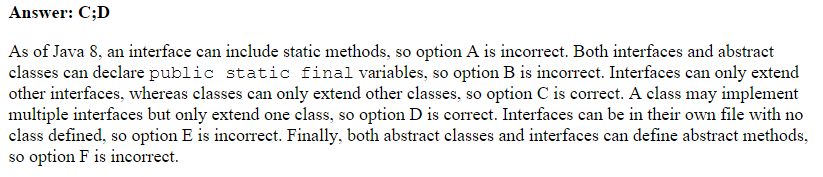 Answer: C;D
As of Java 8, an interface can include static methods, so option A is incorrect. Both interfaces and abstract
classes can declare public static final variables, so option B is incorrect. Interfaces can only extend
other interfaces, whereas classes can only extend other classes, so option C is correct. A class may implement
multiple interfaces but only extend one class, so option D is correct. Interfaces can be in their own file with no
class defined, so option E is incorrect. Finally, both abstract classes and interfaces can define abstract methods,
so option F is incorrect.